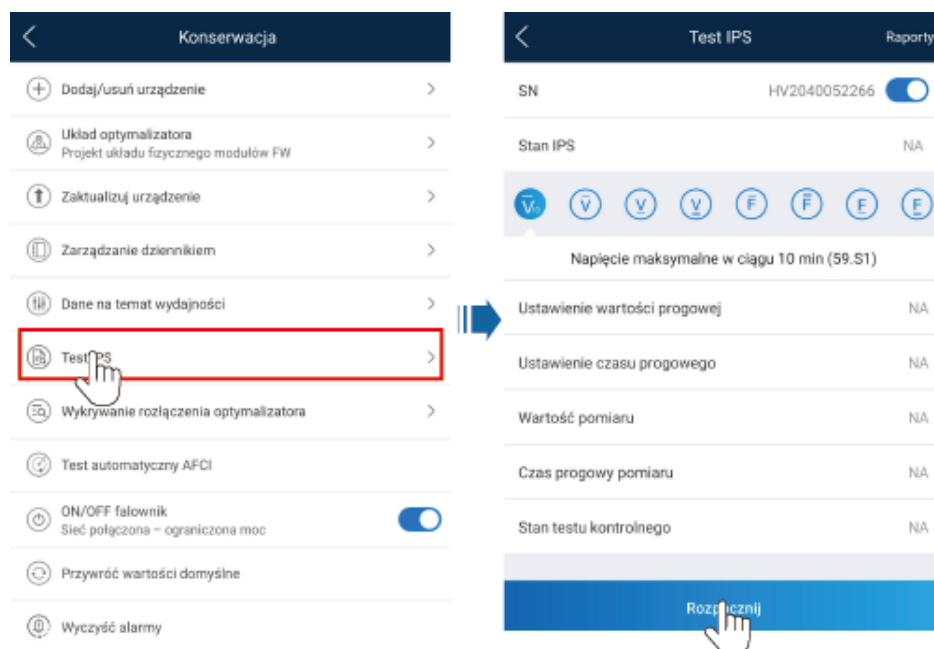 Konserwacja
Dodaj/usuń urządzenie
Układ optymalizatora
Projekt układu fizycznego modułów FW
Zaktualizuj urządzenie
Zarządzanie dziennikiem
Dane na temat wydajności
Test IPS
Wykrywanie rozłączenia optymalizatora
Test automatyczny AFCI
ON/OFF falownik
Sieć połączona – ograniczona moc
Przywróć wartości domyślne
Wyczyść alarmy
Test IPS Raporty
SN HV2040052266
Stan IPS NA
Napięcie maksymalne w ciągu 10 min (59.S1)
Ustawienie wartości progowej NA
Ustawienie czasu progowego NA
Wartość pomiaru NA
Czas progowy pomiaru NA
Stan testu kontrolnego NA
Rozpocznij